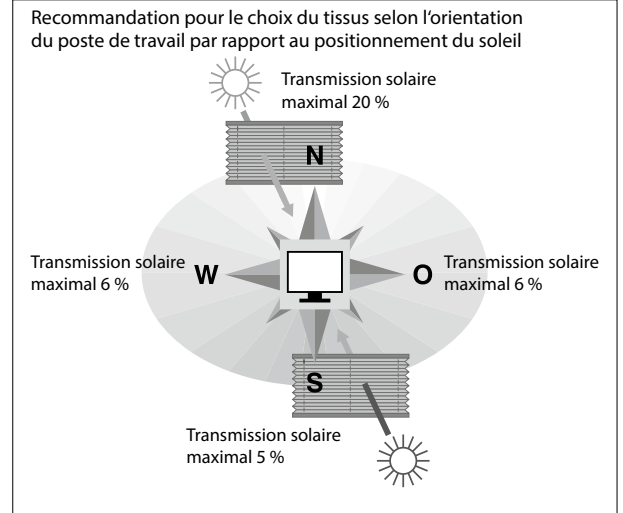 Recommandation pour le choix du tissus selon l‘orientation
du poste de travail par rapport au positionnement du soleil
Transmission solaire
maximal 20 %
N
Transmission solaire
maximal 6 %
W
O
Transmission solaire
maximal 6 %
S
Transmission solaire
maximal 5 %